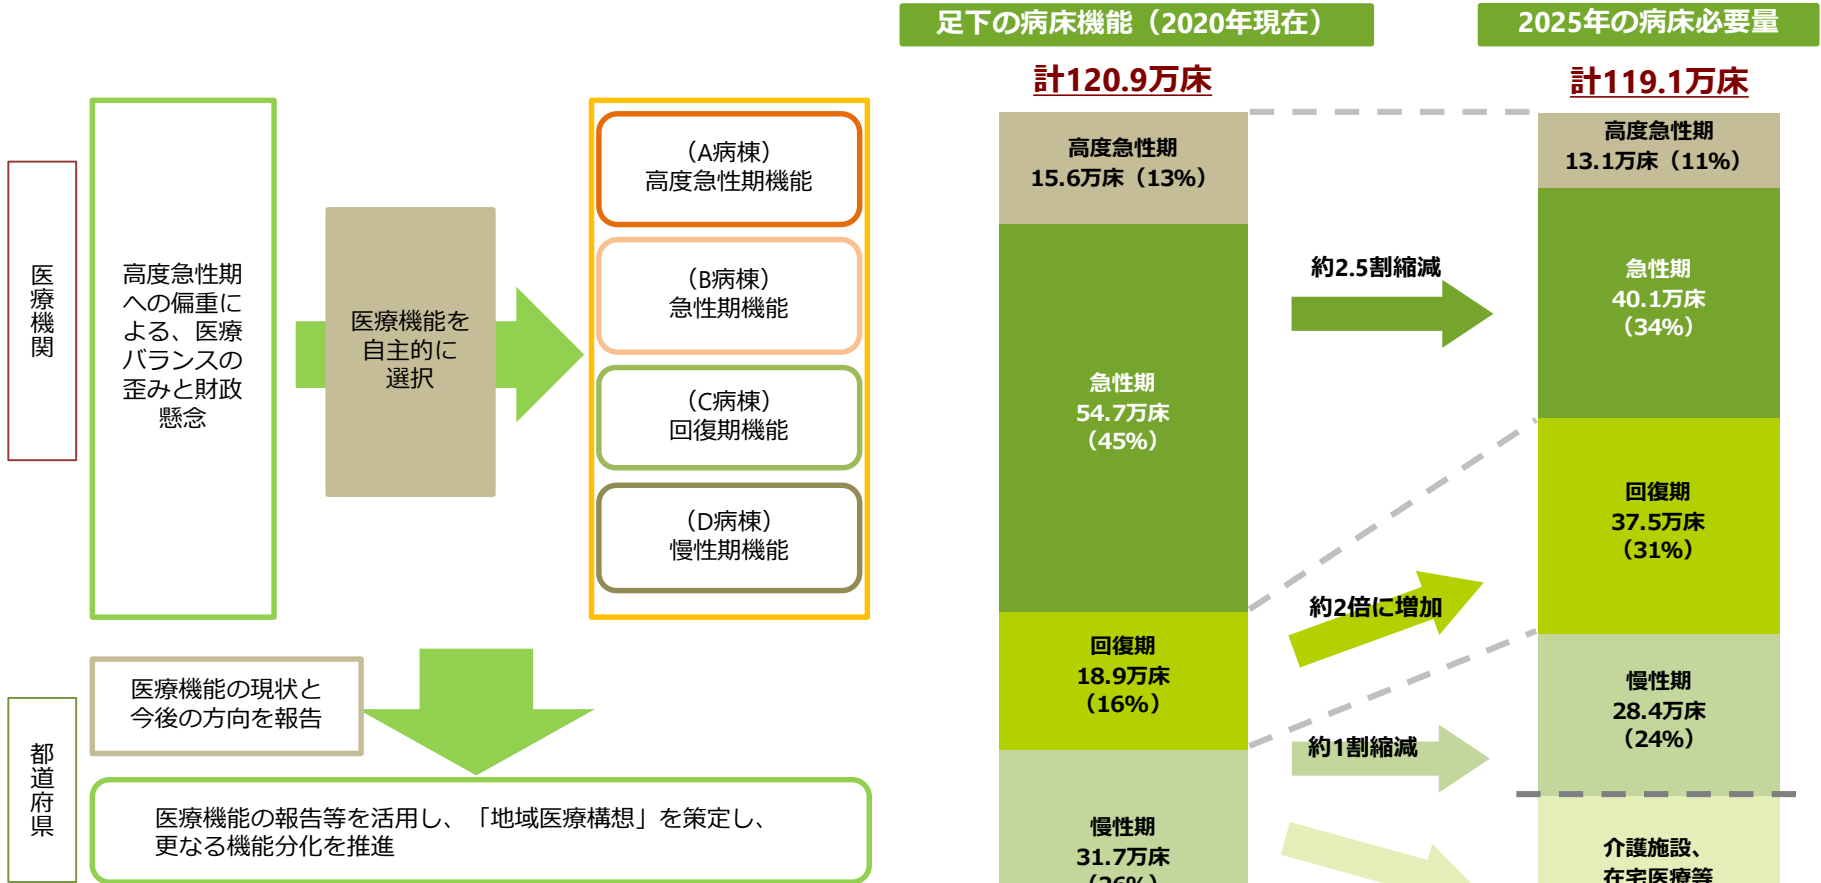 医療機関
高度急性期
への偏重に
よる、医療
バランスの
歪みと財政
懸念
医療機能を
自主的に
選択
（A病棟）
高度急性期機能
（B病棟）
急性期機能
（C病棟）
回復期機能
（D病棟）
慢性期機能
都道府県
医療機能の現状と
今後の方向を報告
医療機能の報告等を活用し、「地域医療構想」を策定し、
更なる機能分化を推進
足下の病床機能（2020年現在）
計120.9万床
高度急性期
15.6万床（13%）
急性期
54.7万床
（45%）
回復期
18.9万床
（16%）
慢性期
31.7万床
（26%）
約2.5割縮減
約2倍に増加
約1割縮減
2025年の病床必要量
計119.1万床
高度急性期
13.1万床（11%）
急性期
40.1万床
（34%）
回復期
37.5万床
（31%）
慢性期
28.4万床
（24%）
介護施設、
在宅医療等